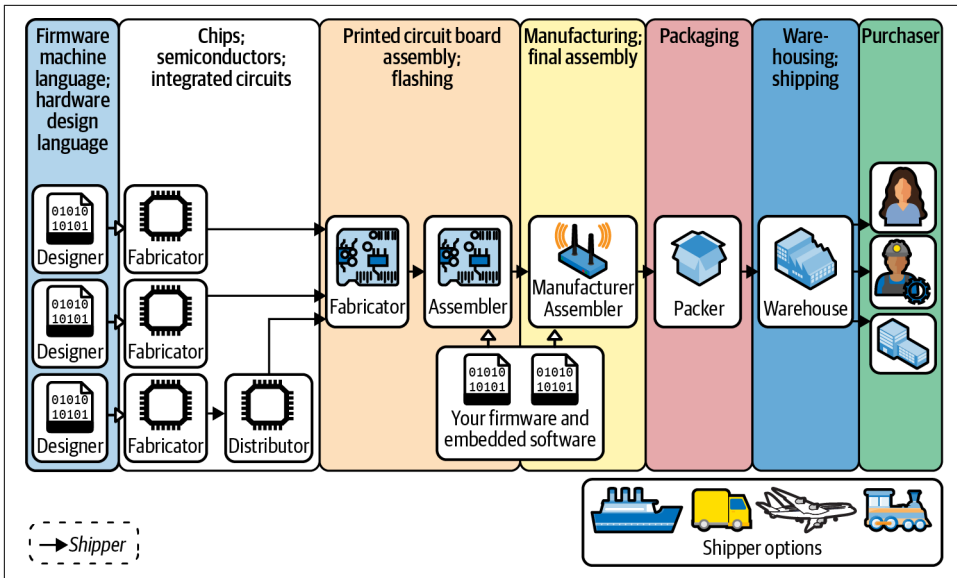 Firmware
machine
language;
hardware
design
language
Chips;
semiconductors;
integrated circuits
Printed circuit board
assembly;
flashing
Manufacturing;
final assembly
Packaging
Ware-
housing;
shipping
Purchaser
01010
10101
Designer
Fabricator
01010
10101
Designer
Fabricator
01010
10101
Designer
Fabricator
Distributor
Fabricator
Assembler
Manufacturer
Assembler
Packer
Warehouse
01010
10101
01010
10101
Your firmware and
embedded software
Shipper
Shipper options